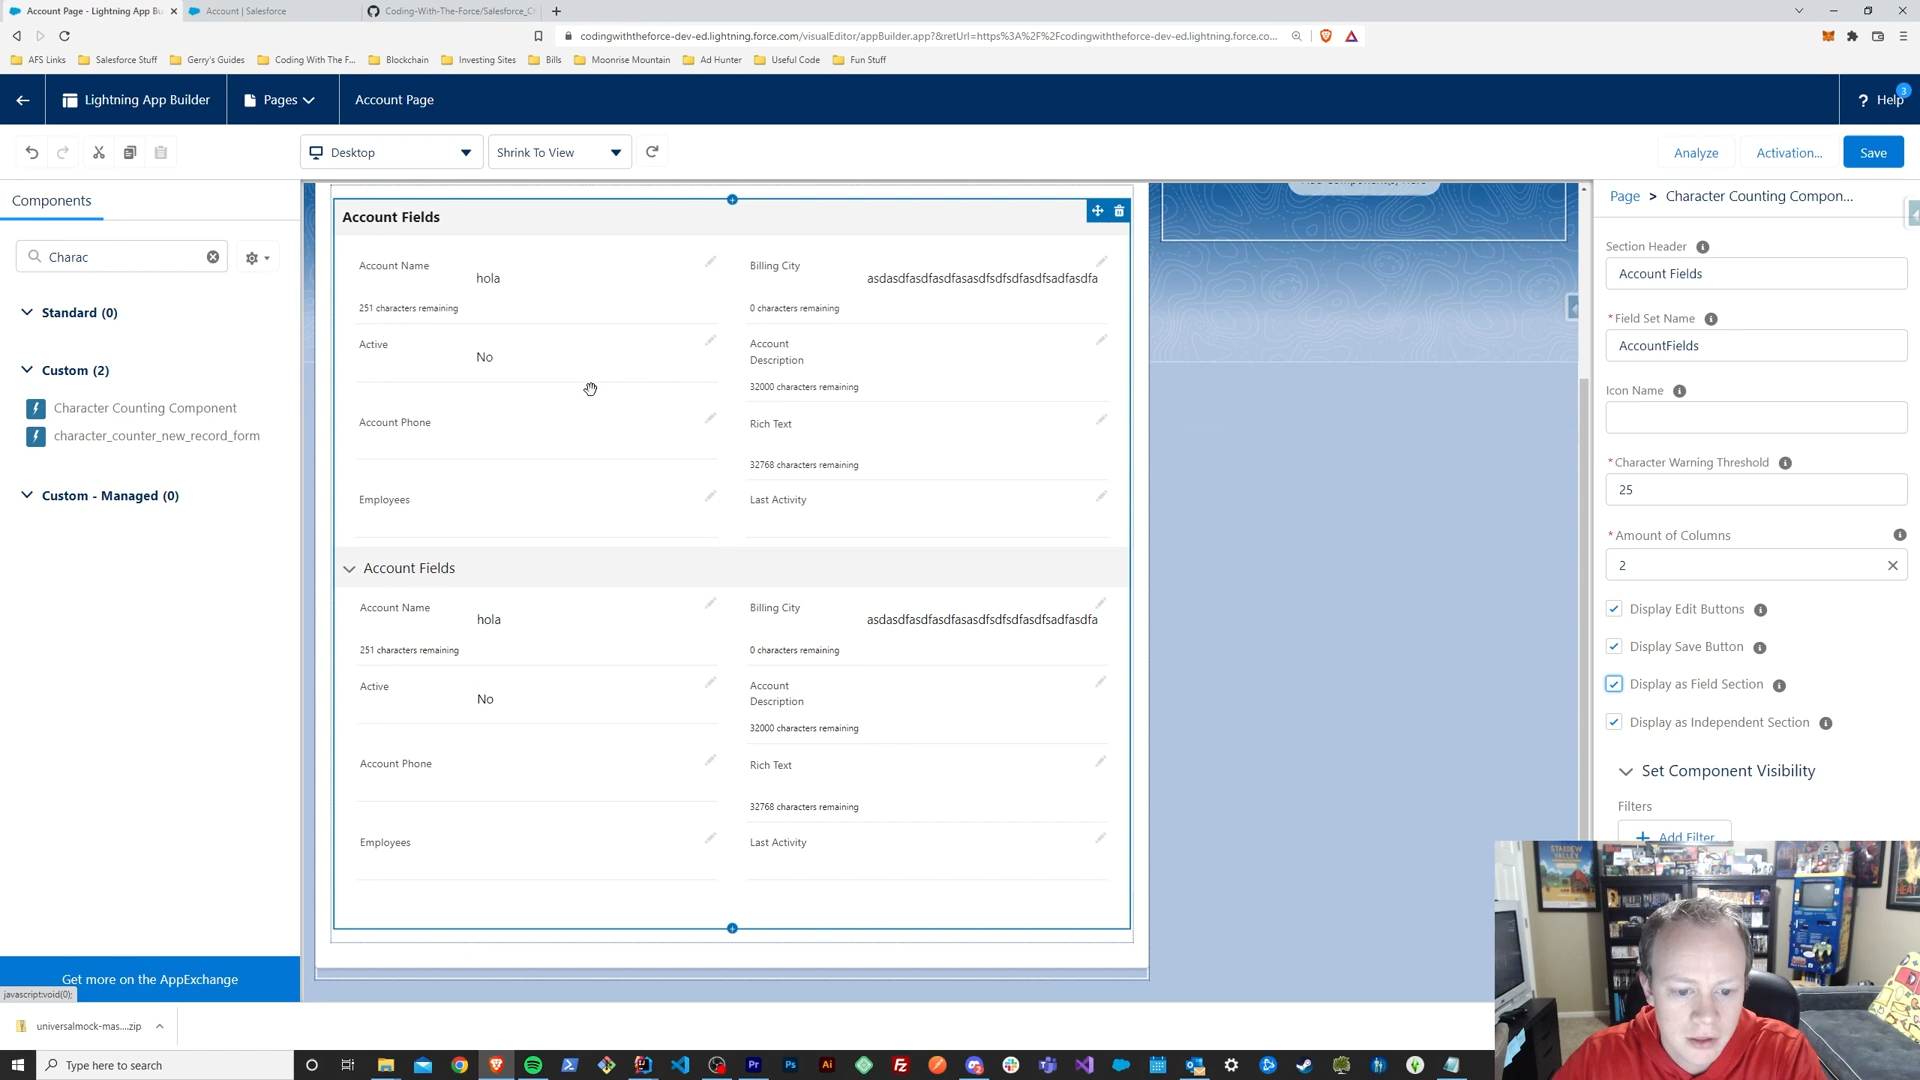 Account Page - Lightning App Bu
Account | Salesforce
Coding-With-The-Force/Salesforce_C
codingwiththeforce-dev-ed.lightning.force.com/visualEditor/appBuilder.app?&retUrl=https%3A%2F%2Fcodingwiththeforce-dev-ed.lightning.force.co...
AFS Links
Salesforce Stuff
Gerry's Guides
Coding With The F...
Blockchain
Investing Sites
Bills
Moonrise Mountain
Ad Hunter
Useful Code
Fun Stuff
Lightning App Builder
Pages
Account Page
? Help
3
Desktop
Shrink To View
Analyze
Activation...
Save
Components
Charac
Standard (0)
Custom (2)
Character Counting Component
character_counter_new_record_form
Custom - Managed (0)
Get more on the AppExchange
javascript:void(0);
Account Fields
Account Name
hola
251 characters remaining
Billing City
asdasdfasdfasdfasasdfsdfsdfasdfsadfasdfa
0 characters remaining
Active
No
Account
Description
32000 characters remaining
Account Phone
Rich Text
32768 characters remaining
Employees
Last Activity
Account Fields
Account Name
hola
251 characters remaining
Billing City
asdasdfasdfasdfasasdfsdfsdfasdfsadfasdfa
0 characters remaining
Active
No
Account
Description
32000 characters remaining
Account Phone
Rich Text
32768 characters remaining
Employees
Last Activity
Page > Character Counting Compon...
Section Header
Account Fields
*Field Set Name
AccountFields
Icon Name
*Character Warning Threshold
25
*Amount of Columns
2
Display Edit Buttons
Display Save Button
Display as Field Section
Display as Independent Section
Set Component Visibility
Filters
+ Add Filter
STARDEW
VALLEY
universalmock-mas....zip
Type here to search